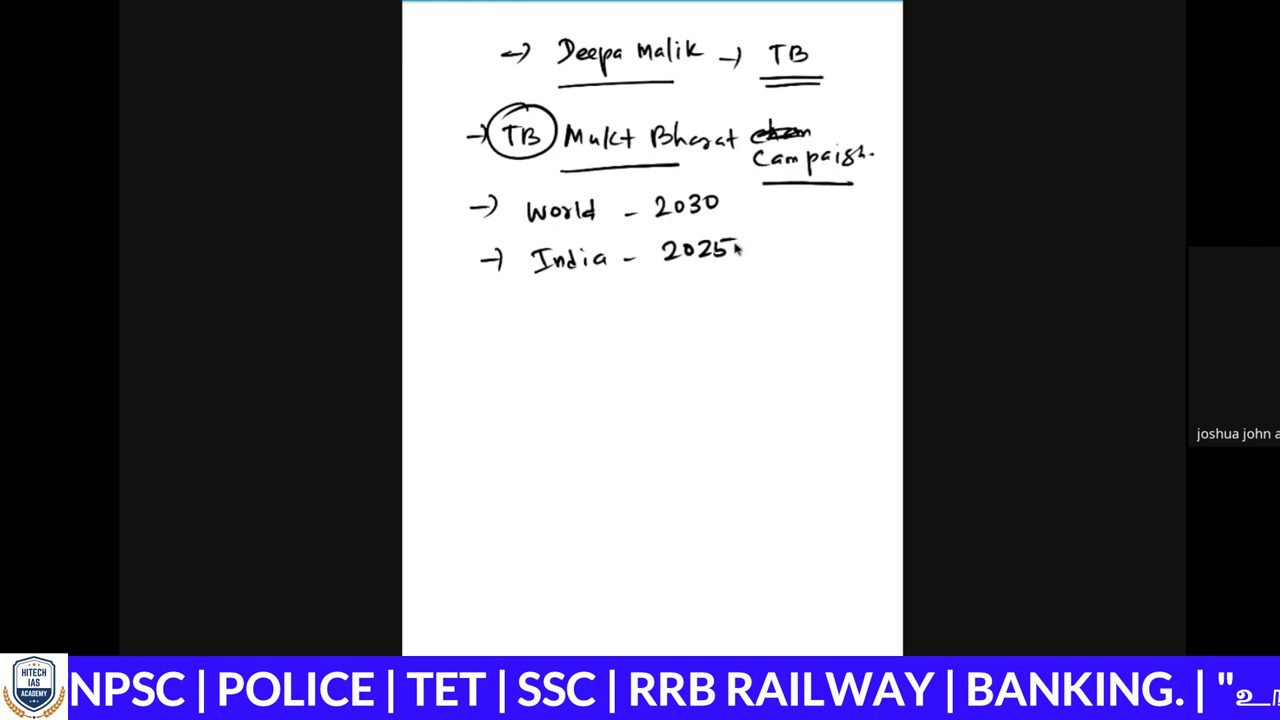 → Deepa Malik → TB
→ TB Mukt Bharat
Campaign.
→ World - 2030
→ India - 2025
joshua john a
HITECH
IAS
ACADEMY
NPSC | POLICE | TET | SSC | RRB RAILWAY | BANKING. | "உ